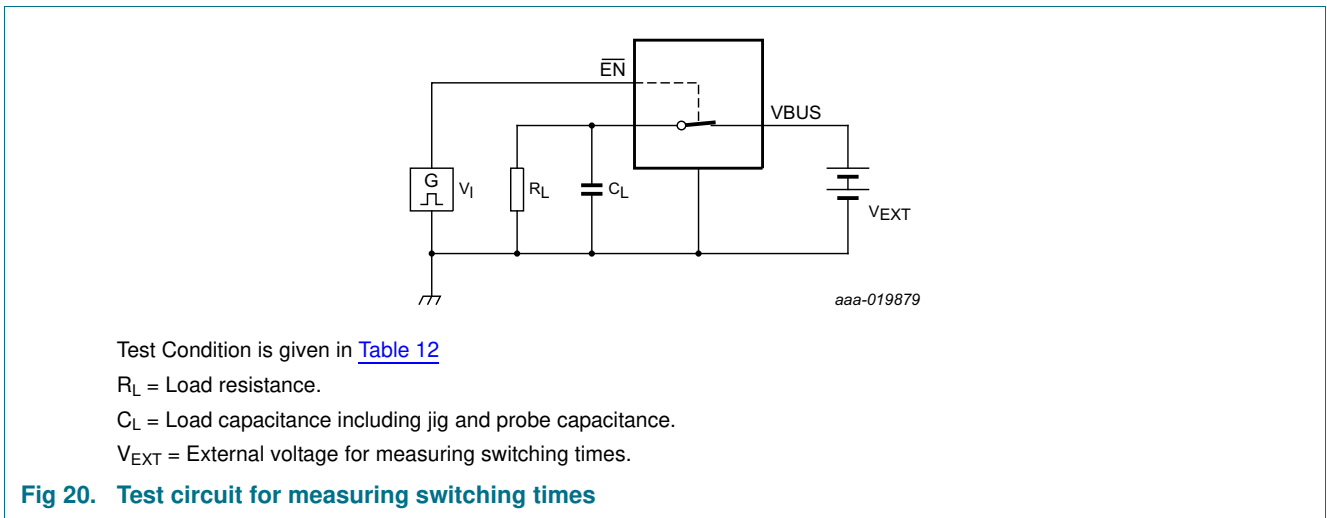 E̅N̅
VBUS
G
VI
RL
CL
VEXT
aaa-019879
Test Condition is given in Table 12
RL = Load resistance.
CL = Load capacitance including jig and probe capacitance.
VEXT = External voltage for measuring switching times.
Fig 20. Test circuit for measuring switching times